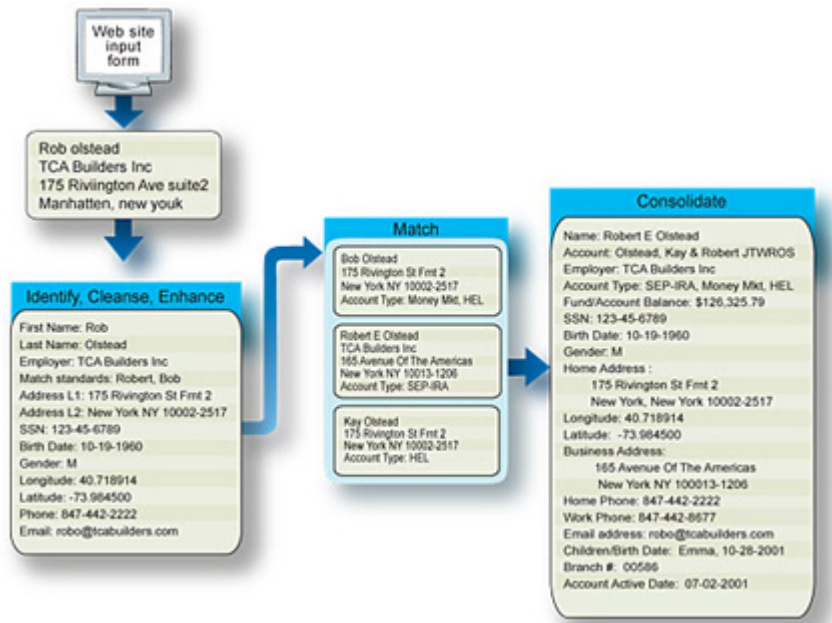 Web site
input
form
Rob olstead
TCA Builders Inc
175 Riviington Ave suite2
Manhatten, new youk
Identify, Cleanse, Enhance
First Name: Rob
Last Name: Olstead
Employer: TCA Builders Inc
Match standards: Robert, Bob
Address L1: 175 Rivington St Frnt 2
Address L2: New York NY 10002-2517
SSN: 123-45-6789
Birth Date: 10-19-1960
Gender: M
Longitude: 40.718914
Latitude: -73.984500
Phone: 847-442-2222
Email: robo@tcabuilders.com
Match
Bob Olstead
175 Rivington St Frnt 2
New York NY 10002-2517
Account Type: Money Mkt, HEL
Robert E Olstead
TCA Builders Inc
165 Avenue Of The Americas
New York NY 10013-1206
Account Type: SEP-IRA
Kay Olstead
175 Rivington St Frnt 2
New York NY 10002-2517
Account Type: HEL
Consolidate
Name: Robert E Olstead
Account: Olstead, Kay & Robert JTWROS
Employer: TCA Builders Inc
Account Type: SEP-IRA, Money Mkt, HEL
Fund/Account Balance: $126,325.79
SSN: 123-45-6789
Birth Date: 10-19-1960
Gender: M
Home Address :
175 Rivington St Frnt 2
New York, New York 10002-2517
Longitude: 40.718914
Latitude: -73.984500
Business Address:
165 Avenue Of The Americas
New York NY 100013-1206
Home Phone: 847-442-2222
Work Phone: 847-442-8677
Email address: robo@tcabuilders.com
Children/Birth Date: Emma, 10-28-2001
Branch #: 00586
Account Active Date: 07-02-2001